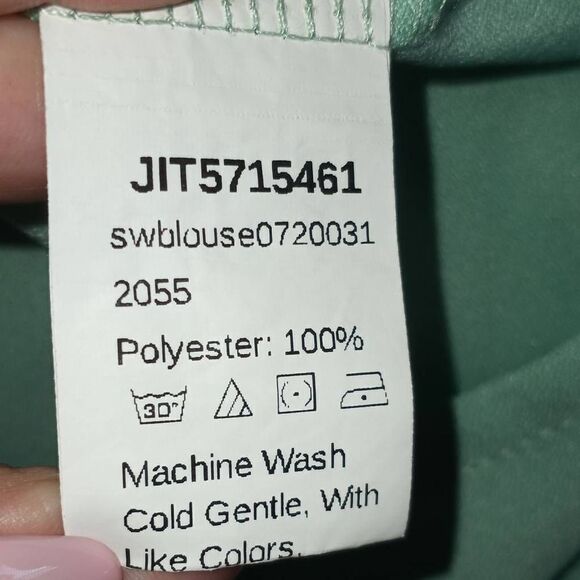 JIT5715461
swblouse0720031
2055
Polyester: 100%
30°
Machine Wash
Cold Gentle, With
Like Colors.